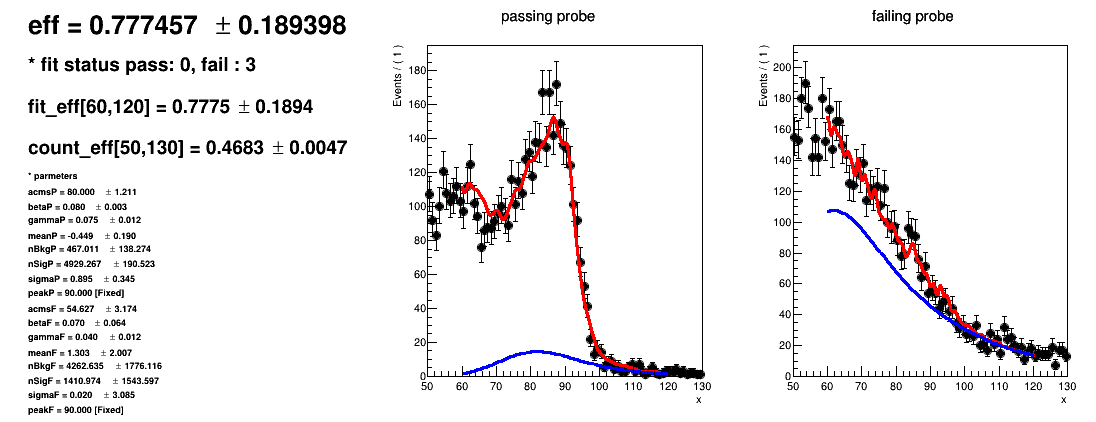 eff = 0.777457 ± 0.189398
* fit status pass: 0, fail : 3
fit_eff[60,120] = 0.7775 ± 0.1894
count_eff[50,130] = 0.4683 ± 0.0047
* parmeters
acmsP = 80.000 ± 1.211
betaP = 0.080 ± 0.003
gammaP = 0.075 ± 0.012
meanP = -0.449 ± 0.190
nBkgP = 467.011 ± 138.274
nSigP = 4929.267 ± 190.523
sigmaP = 0.895 ± 0.345
peakP = 90.000 [Fixed]
acmsF = 54.627 ± 3.174
betaF = 0.070 ± 0.064
gammaF = 0.040 ± 0.012
meanF = 1.303 ± 2.007
nBkgF = 4262.635 ± 1776.116
nSigF = 1410.974 ± 1543.597
sigmaF = 0.020 ± 3.085
peakF = 90.000 [Fixed]
passing probe
Events / ( 1 )
180
160
140
120
100
80
60
40
20
0
50 60 70 80 90 100 110 120 130
x
failing probe
Events / ( 1 )
200
180
160
140
120
100
80
60
40
20
0
50 60 70 80 90 100 110 120 130
x